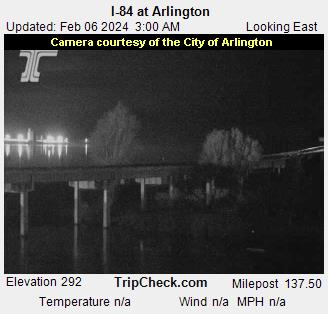 I-84 at Arlington
Updated: Feb 06 2024 3:00 AM Looking East
Camera courtesy of the City of Arlington
Elevation 292 TripCheck.com Milepost 137.50
Temperature n/a Wind n/a MPH n/a